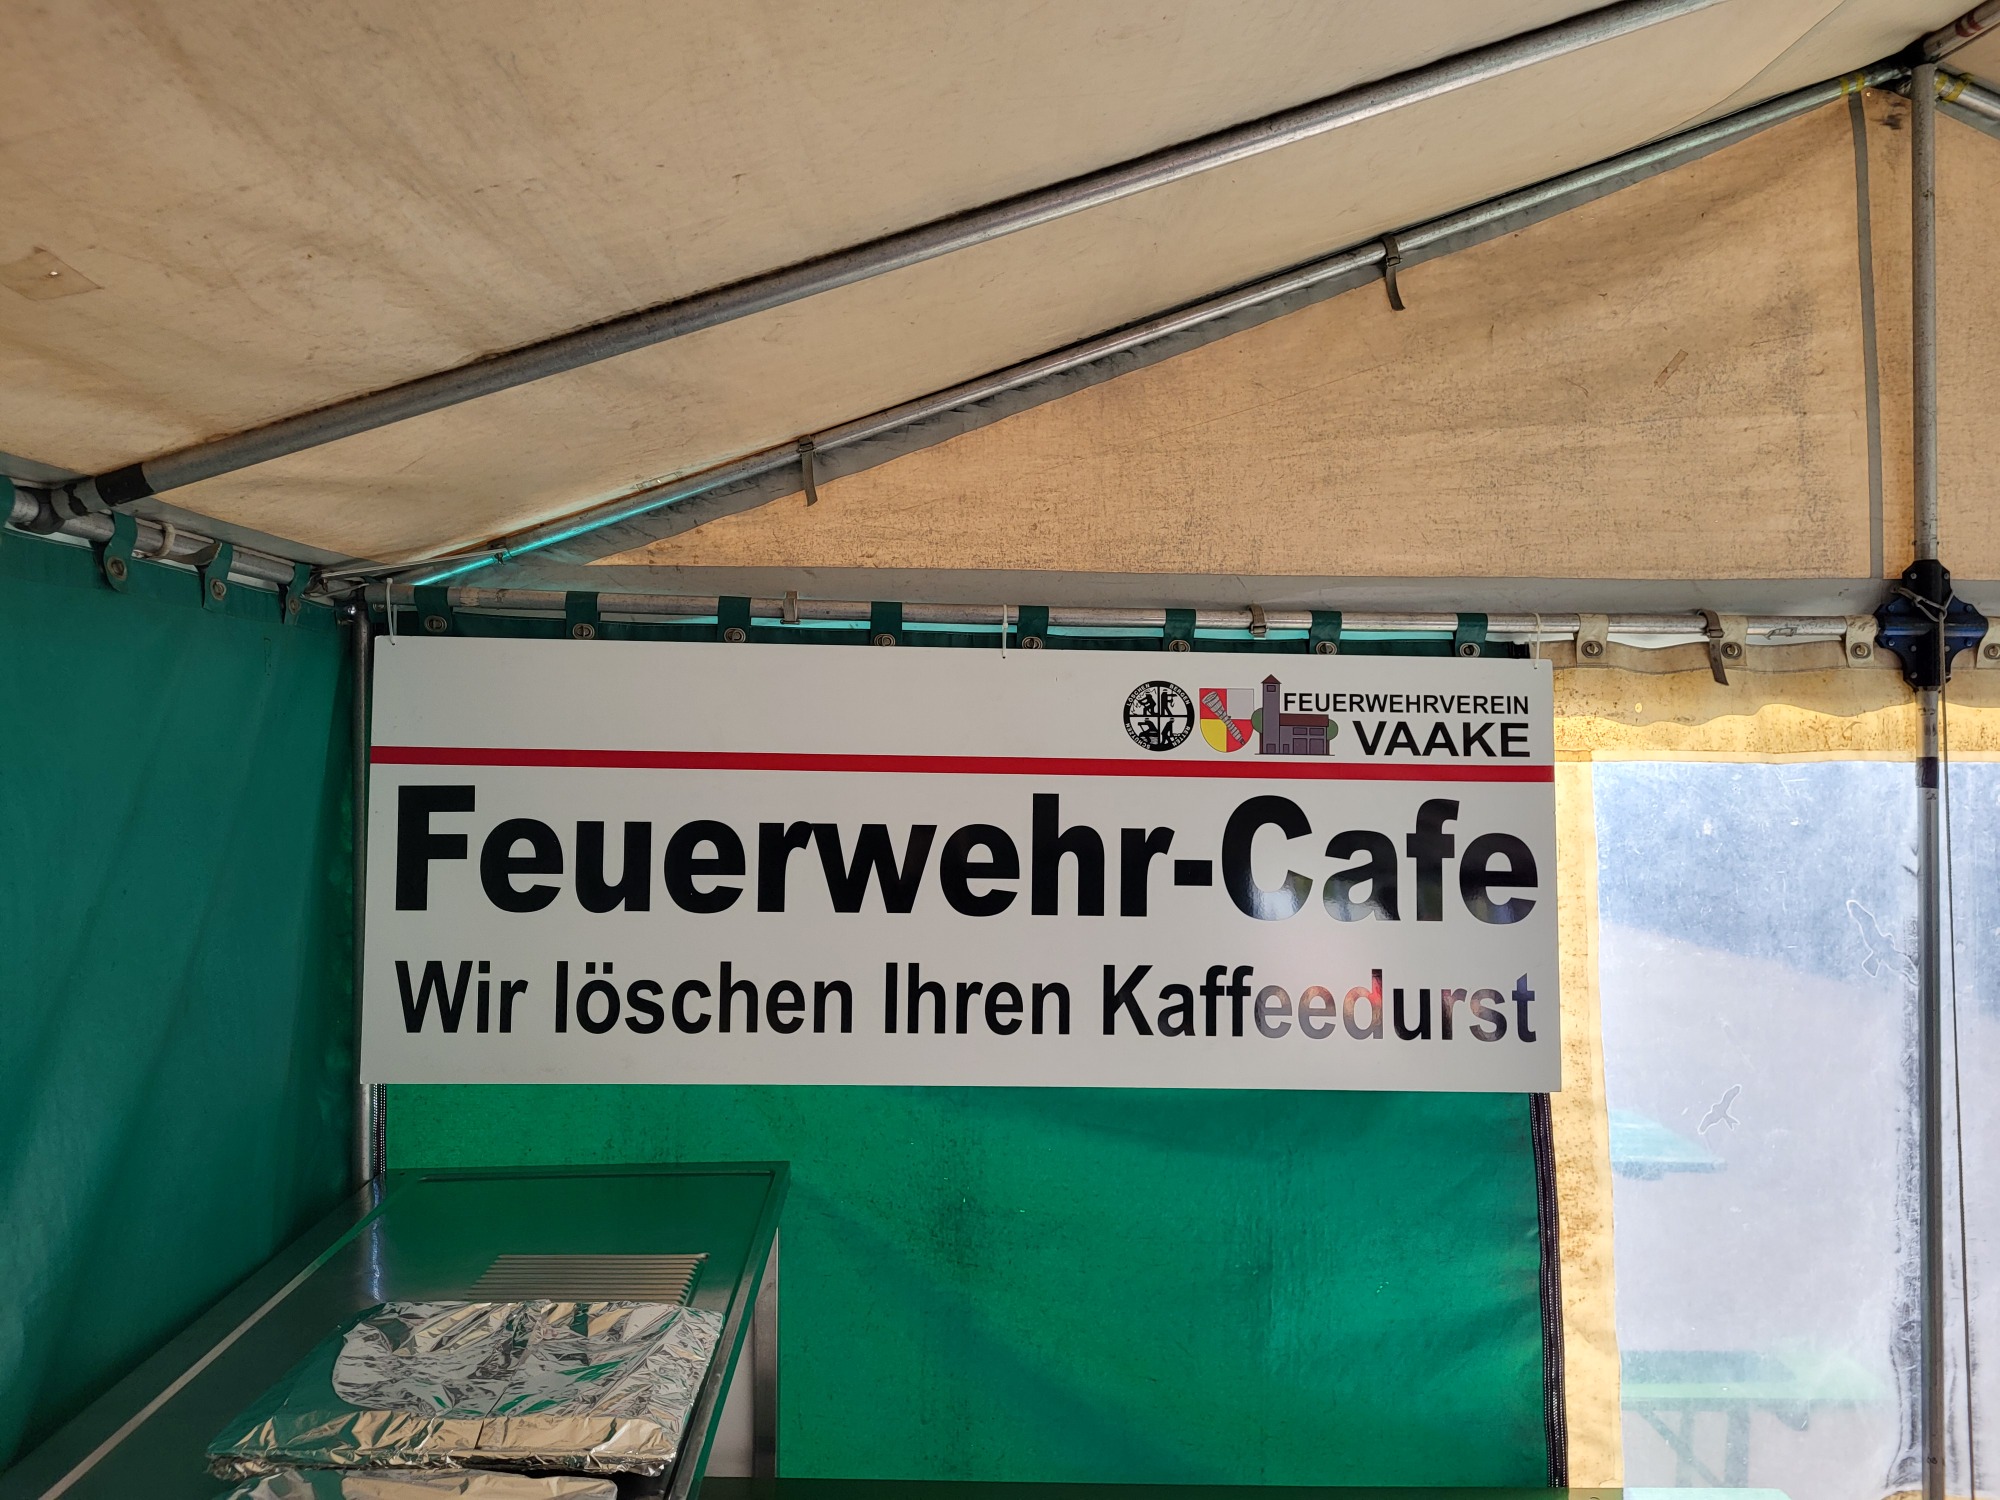 FEUERWEHRVEREIN
VAAKE
Feuerwehr-Cafe
Wir löschen Ihren Kaffeedurst